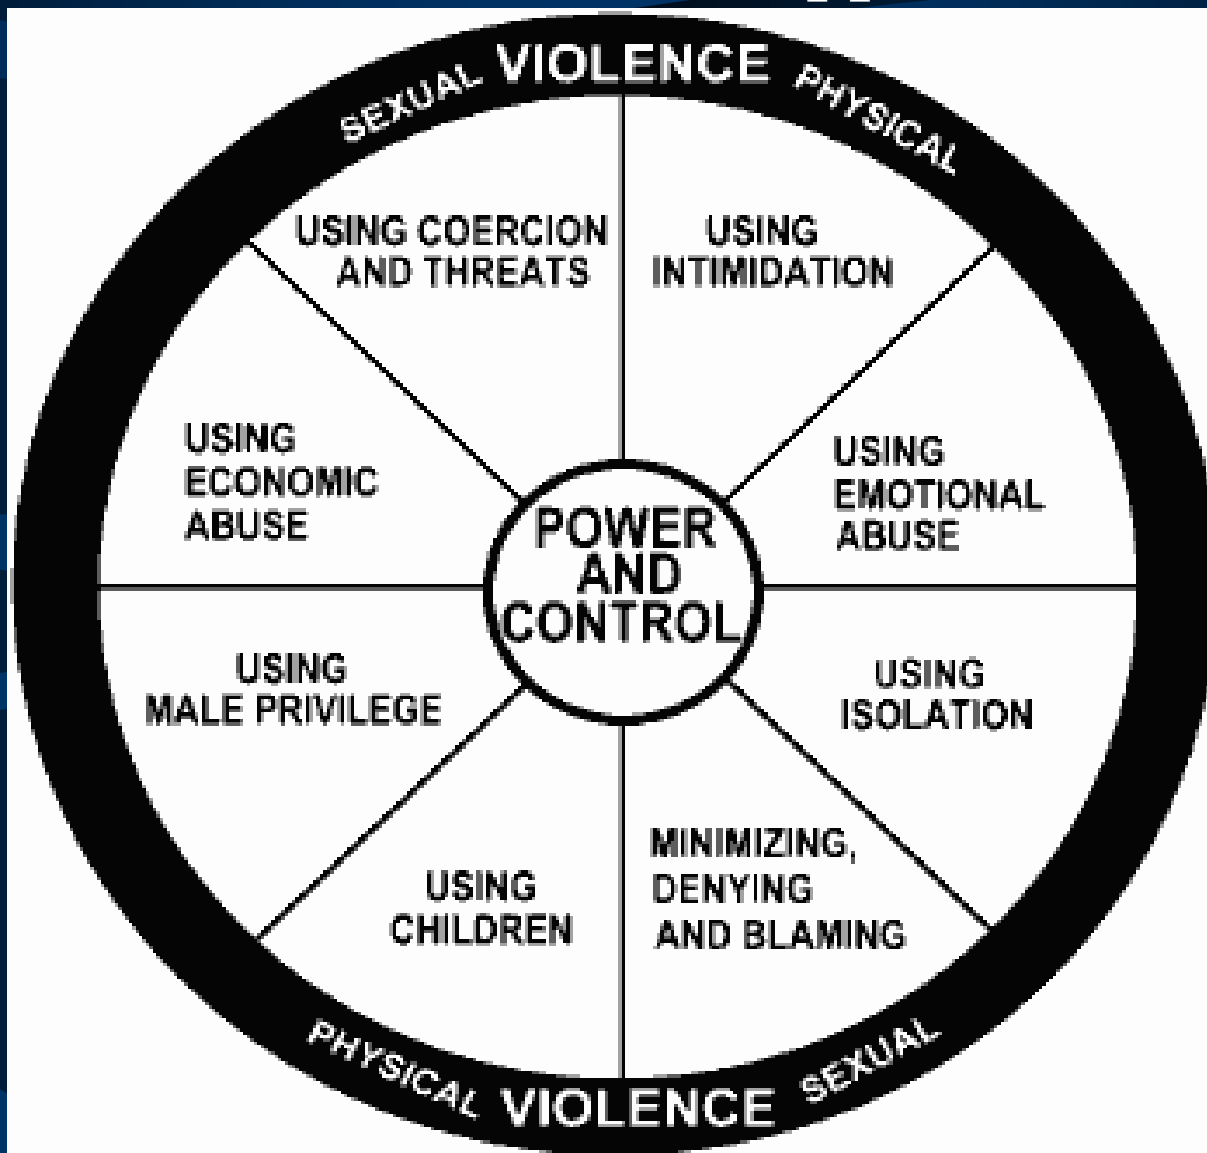 SEXUAL VIOLENCE PHYSICAL
USING COERCION
AND THREATS
USING
INTIMIDATION
USING
EMOTIONAL
ABUSE
USING
ISOLATION
MINIMIZING,
DENYING
AND BLAMING
USING
CHILDREN
USING
MALE PRIVILEGE
USING
ECONOMIC
ABUSE
POWER
AND
CONTROL
PHYSICAL VIOLENCE SEXUAL